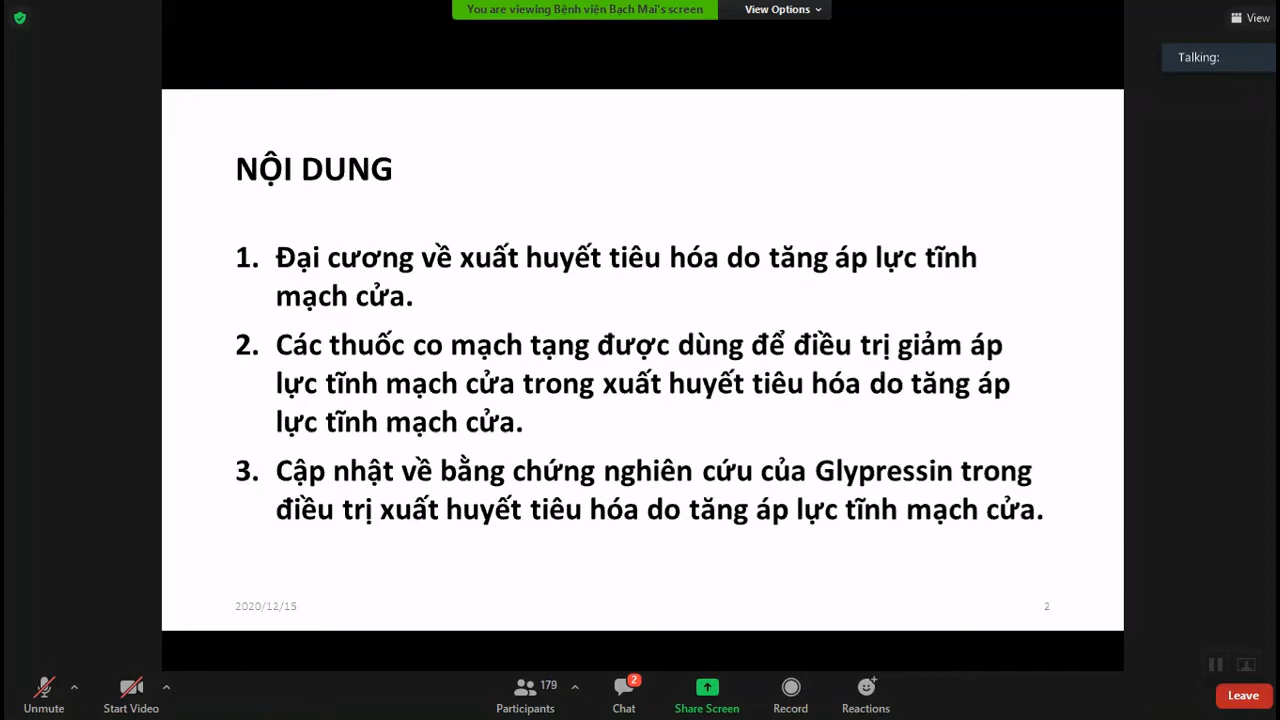 You are viewing Bệnh viện Bạch Mai's screen
View Options
View
Talking:
NỘI DUNG
1. Đại cương về xuất huyết tiêu hóa do tăng áp lực tĩnh
mạch cửa.
2. Các thuốc co mạch tạng được dùng để điều trị giảm áp
lực tĩnh mạch cửa trong xuất huyết tiêu hóa do tăng áp
lực tĩnh mạch cửa.
3. Cập nhật về bằng chứng nghiên cứu của Glypressin trong
điều trị xuất huyết tiêu hóa do tăng áp lực tĩnh mạch cửa.
2020/12/15
2
Unmute
Start Video
179
Participants
2
Chat
Share Screen
Record
Reactions
Leave